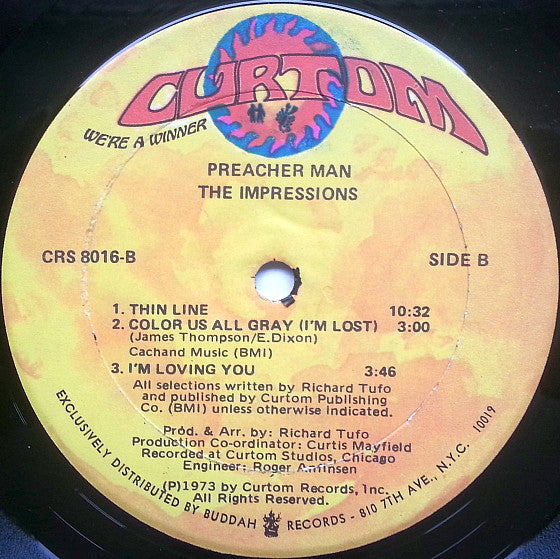 CURTOM
WE'RE A WINNER
PREACHER MAN
THE IMPRESSIONS
CRS 8016-B
SIDE B
1. THIN LINE 10:32
2. COLOR US ALL GRAY (I'M LOST) 3:00
(James Thompson/E.Dixon)
Cachand Music (BMI)
3. I'M LOVING YOU 3:46
All selections written by Richard Tufo
and published by Curtom Publishing
Co. (BMI) unless otherwise indicated.
Prod. & Arr. by: Richard Tufo
Production Co-ordinator: Curtis Mayfield
Recorded at Curtom Studios, Chicago
Engineer: Roger Anfinsen
(P)1973 by Curtom Records, Inc.
All Rights Reserved.
EXCLUSIVELY DISTRIBUTED BY BUDDAH RECORDS - 810 7TH AVE., N.Y.C. 10019